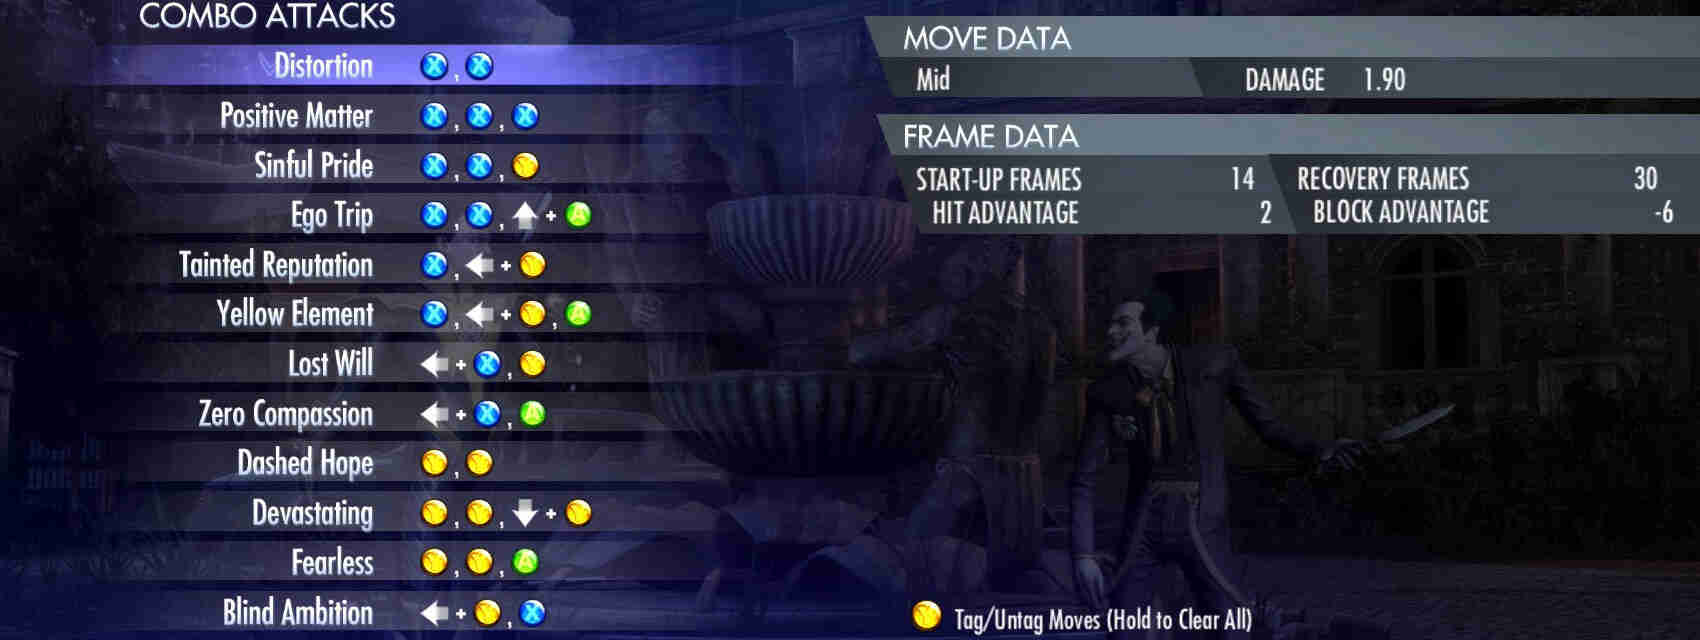 COMBO ATTACKS
Distortion X, X
Positive Matter X, X, X
Sinful Pride X, X, Y
Ego Trip X, X, ⬆ + A
Tainted Reputation X, ⬅ + Y
Yellow Element X, ⬅ + Y, A
Lost Will ⬅ + X, Y
Zero Compassion ⬅ + X, A
Dashed Hope Y, Y
Devastating Y, Y, ⬇ + Y
Fearless Y, Y, A
Blind Ambition ⬅ + Y, X
MOVE DATA
Mid DAMAGE 1.90
FRAME DATA
START-UP FRAMES 14 RECOVERY FRAMES 30
HIT ADVANTAGE 2 BLOCK ADVANTAGE -6
Y Tag/Untag Moves (Hold to Clear All)